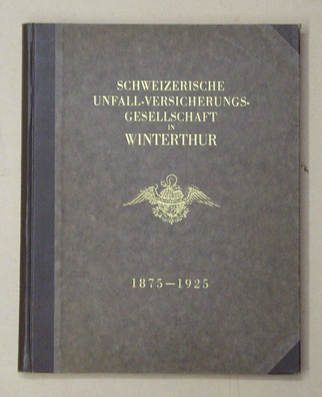 SCHWEIZERISCHE
UNFALL-VERSICHERUNGS-
GESELLSCHAFT
IN
WINTERTHUR
1875—1925